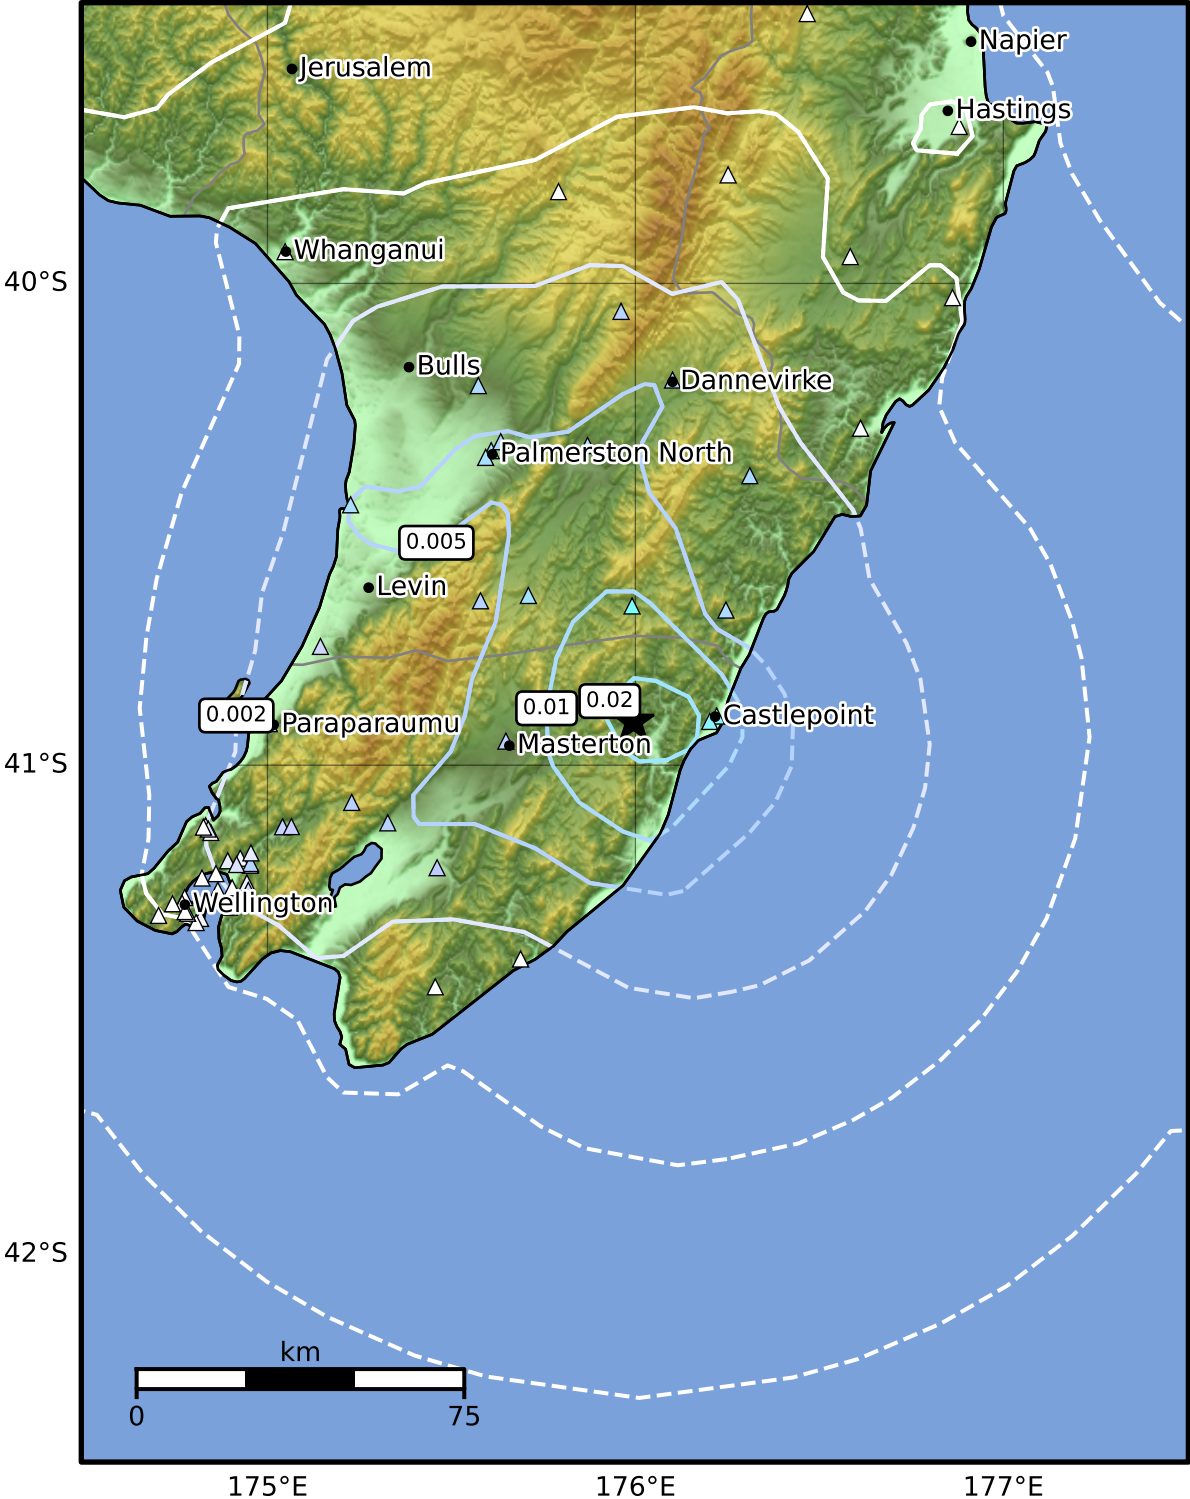 Napier
Jerusalem
Hastings
Whanganui
40°S
Bulls
Dannevirke
Palmerston North
0.005
Levin
0.02
0.01
0.002
Castlepoint
Paraparaumu
Masterton
41°S
Wellington
42°S
km
0
75
175°E
176°E
177°E